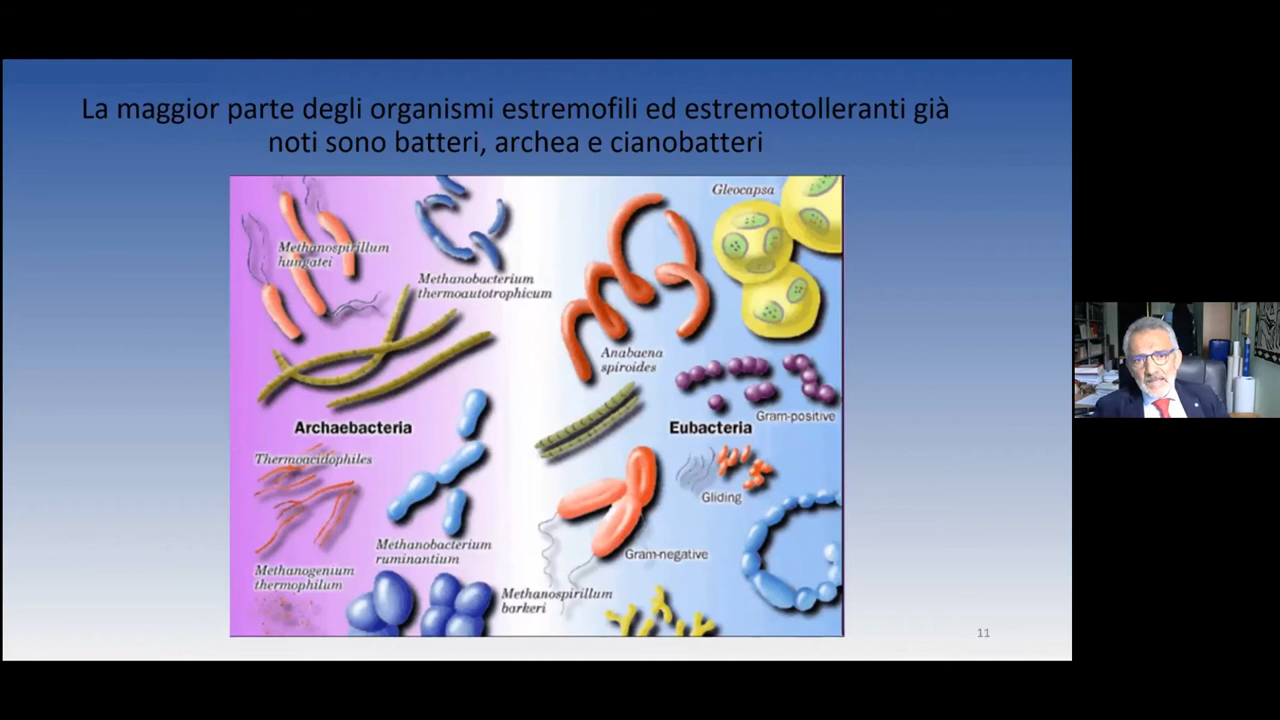 La maggior parte degli organismi estremofili ed estremotolleranti già
noti sono batteri, archea e cianobatteri
Gleocapsa
Methanospirillum
hungatei
Methanobacterium
thermoautotrophicum
Anabaena
spiroides
Gram-positive
Archaebacteria
Eubacteria
Thermoacidophiles
Gliding
Methanobacterium
ruminantium
Gram-negative
Methanogenium
thermophilum
Methanospirillum
barkeri
11